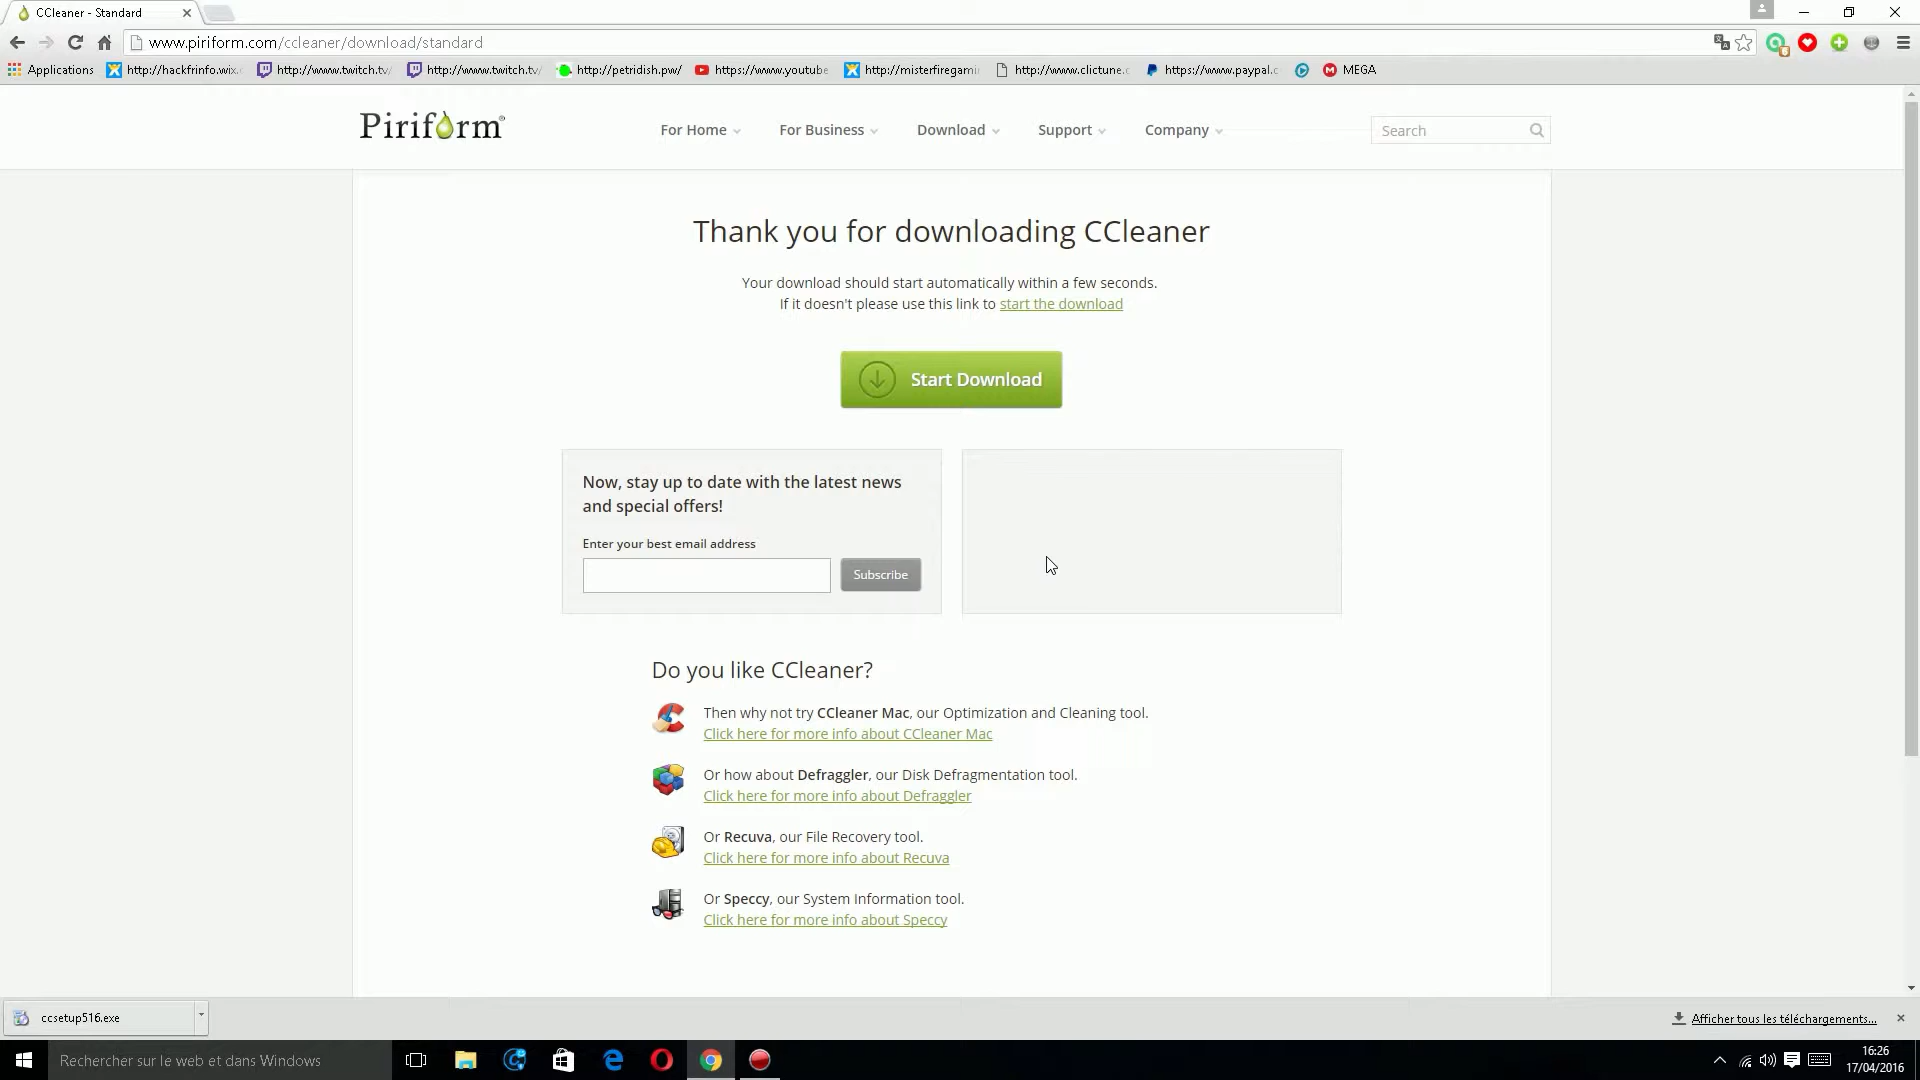 CCleaner - Standard
www.piriform.com/ccleaner/download/standard
Applications
http://hackfrinfo.wix.
http://www.twitch.tv/
http://www.twitch.tv/
http://petridish.pw/
https://www.youtube
http://misterfiregami
http://www.clictune.c
https://www.paypal.c
MEGA
Piriform®
For Home
For Business
Download
Support
Company
Search
Thank you for downloading CCleaner
Your download should start automatically within a few seconds.
If it doesn't please use this link to start the download
Start Download
Now, stay up to date with the latest news
and special offers!
Enter your best email address
Subscribe
Do you like CCleaner?
Then why not try CCleaner Mac, our Optimization and Cleaning tool.
Click here for more info about CCleaner Mac
Or how about Defraggler, our Disk Defragmentation tool.
Click here for more info about Defraggler
Or Recuva, our File Recovery tool.
Click here for more info about Recuva
Or Speccy, our System Information tool.
Click here for more info about Speccy
ccsetup516.exe
Afficher tous les téléchargements...
Rechercher sur le web et dans Windows
16:26
17/04/2016